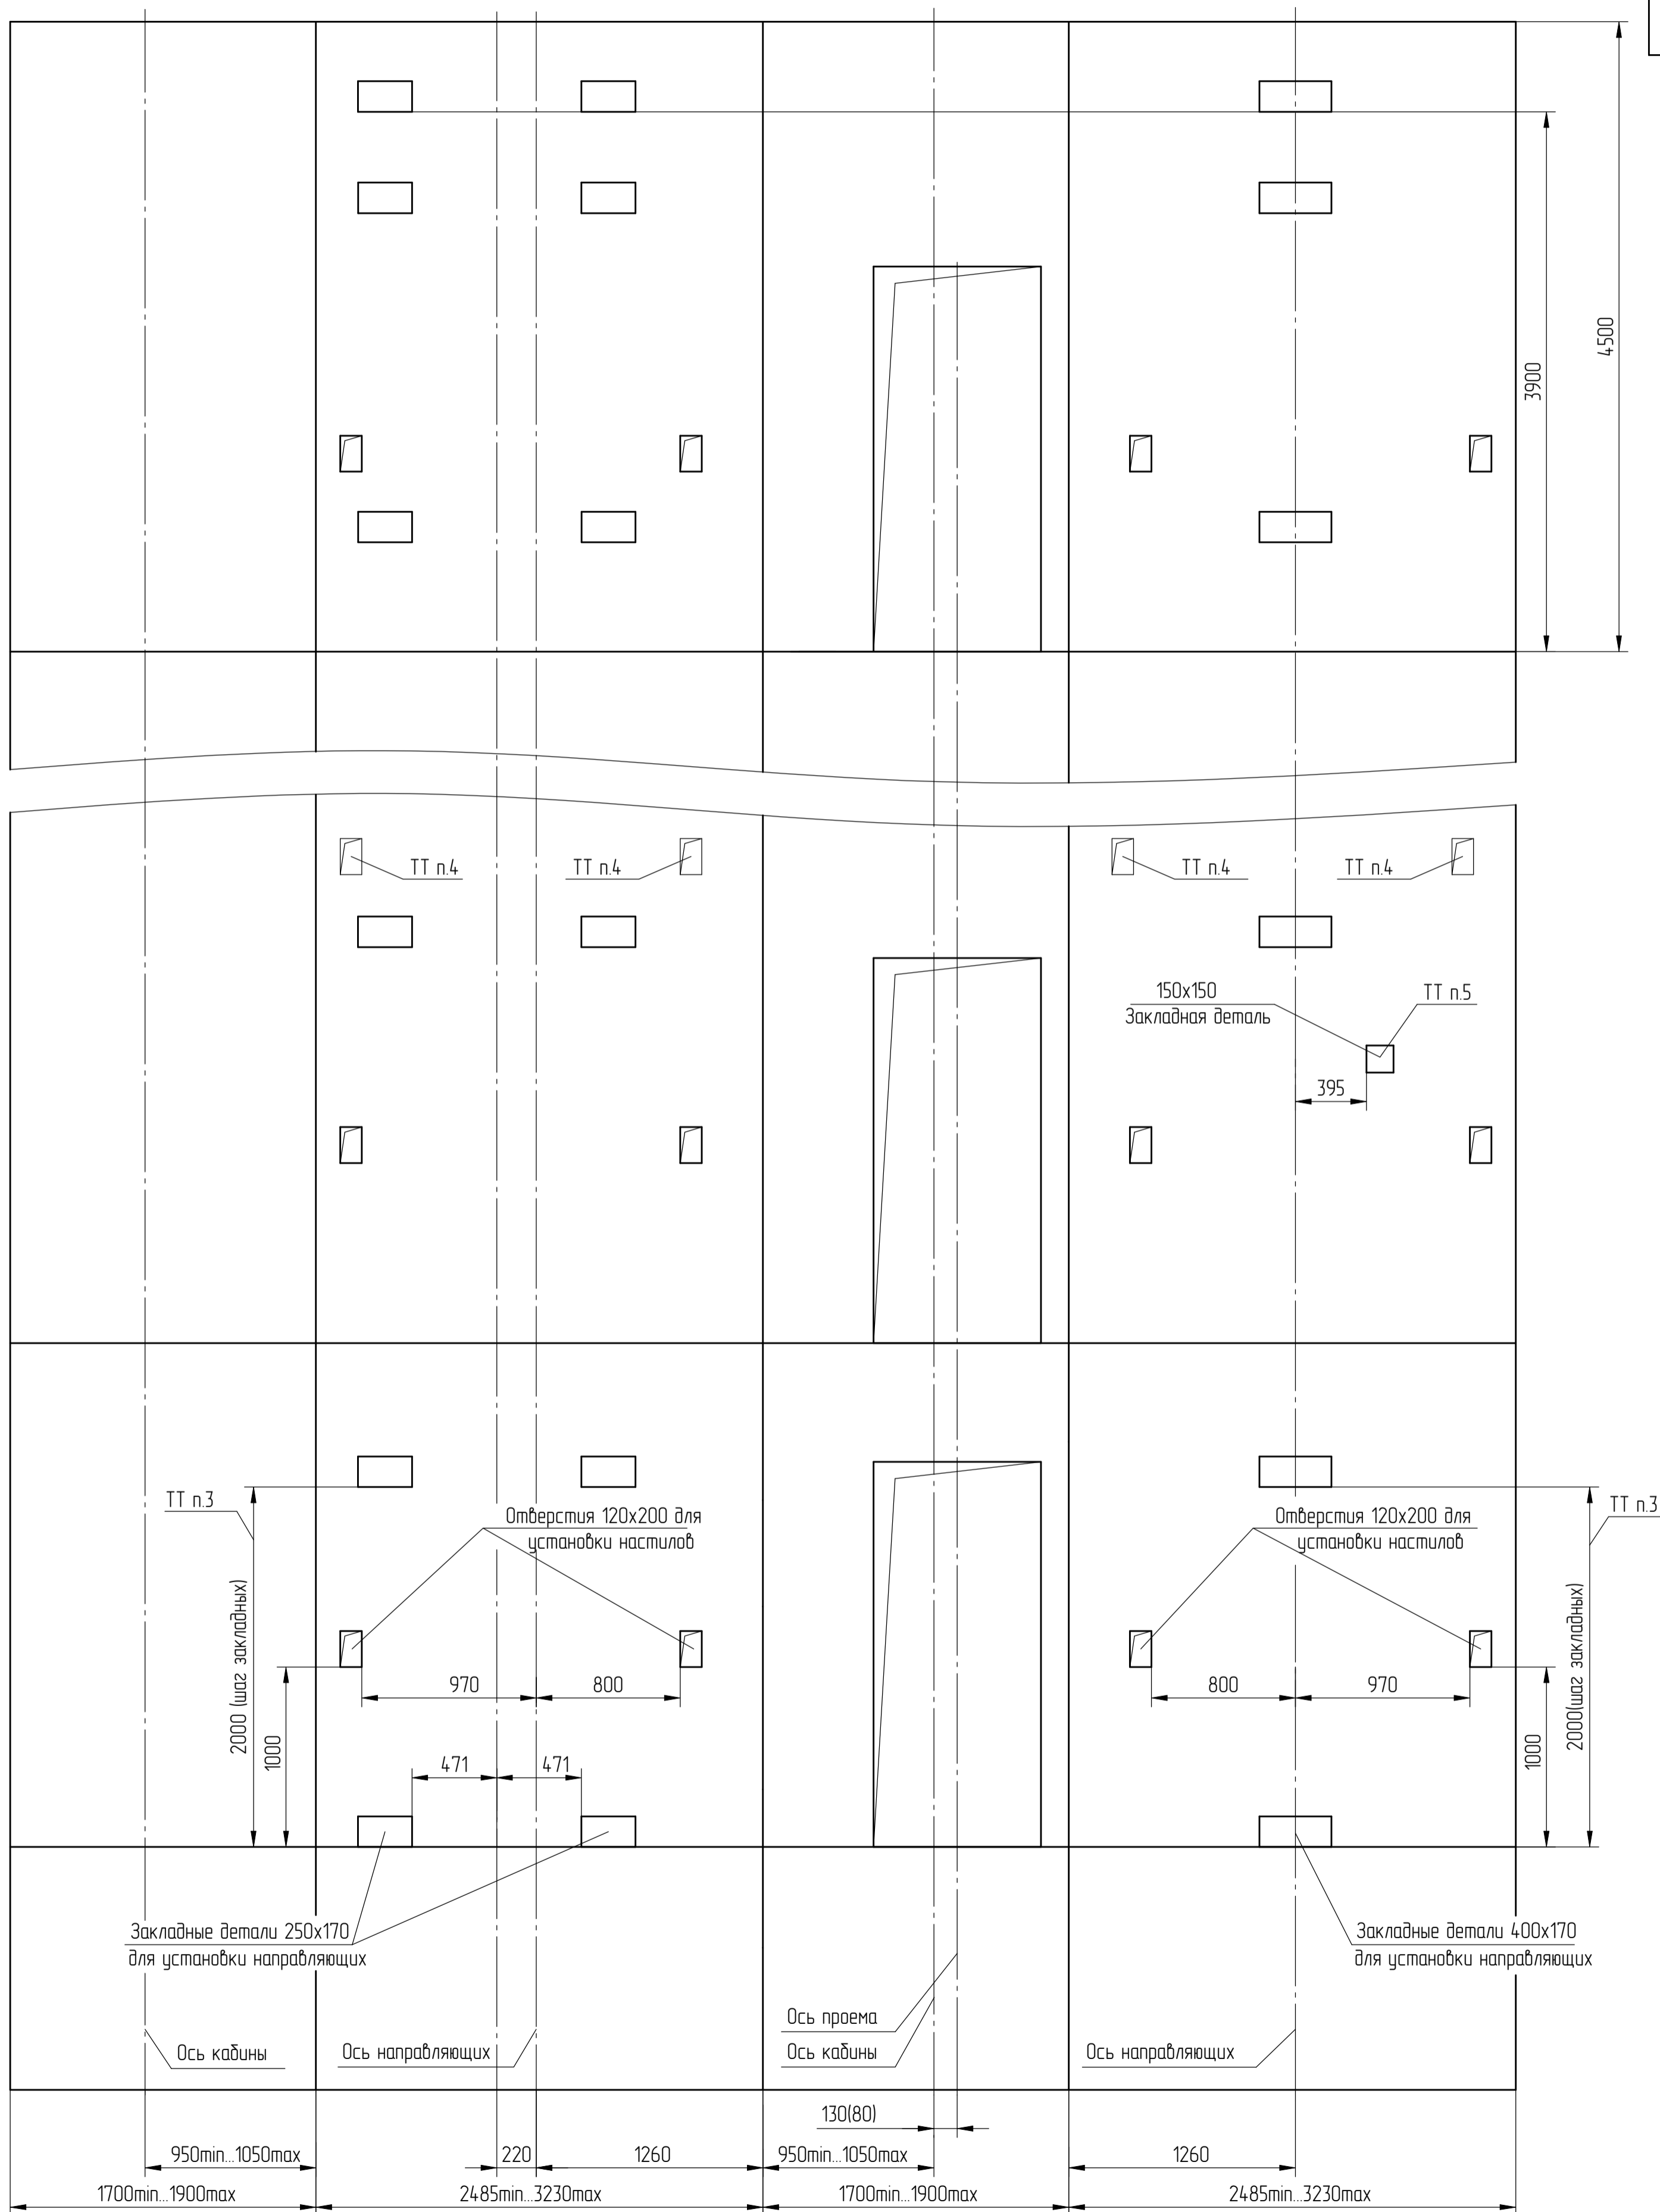 4500
3900
ТТ п.4
ТТ п.4
ТТ п.4
ТТ п.4
150х150
Закладная деталь
ТТ п.5
395
ТТ п.3
Отверстия 120х200 для
установки настилов
Отверстия 120х200 для
установки настилов
ТТ п.3
2000 (шаг закладных)
1000
970
800
800
970
1000
2000(шаг закладных)
471
471
Закладные детали 250х170
для установки направляющих
Закладные детали 400х170
для установки направляющих
Ось проема
Ось кабины
Ось направляющих
Ось кабины
Ось направляющих
130(80)
950min...1050max
220
1260
950min...1050max
1260
1700min...1900max
2485min...3230max
1700min...1900max
2485min...3230max